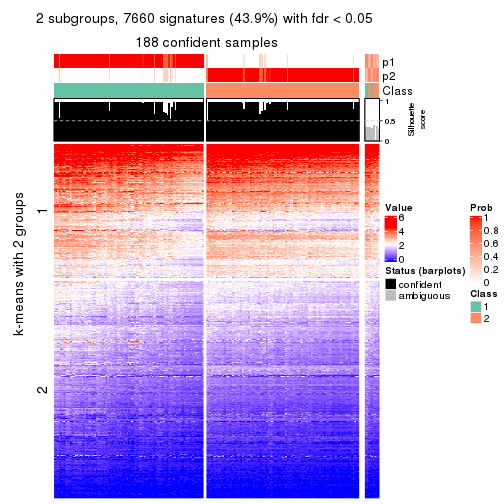 2 subgroups, 7660 signatures (43.9%) with fdr < 0.05
188 confident samples
p1
p2
Class
1
0.5
0
Silhouette
score
k-means with 2 groups
1
2
Value
6
4
2
0
Status (barplots)
confident
ambiguous
Prob
1
0.8
0.6
0.4
0.2
0
Class
1
2